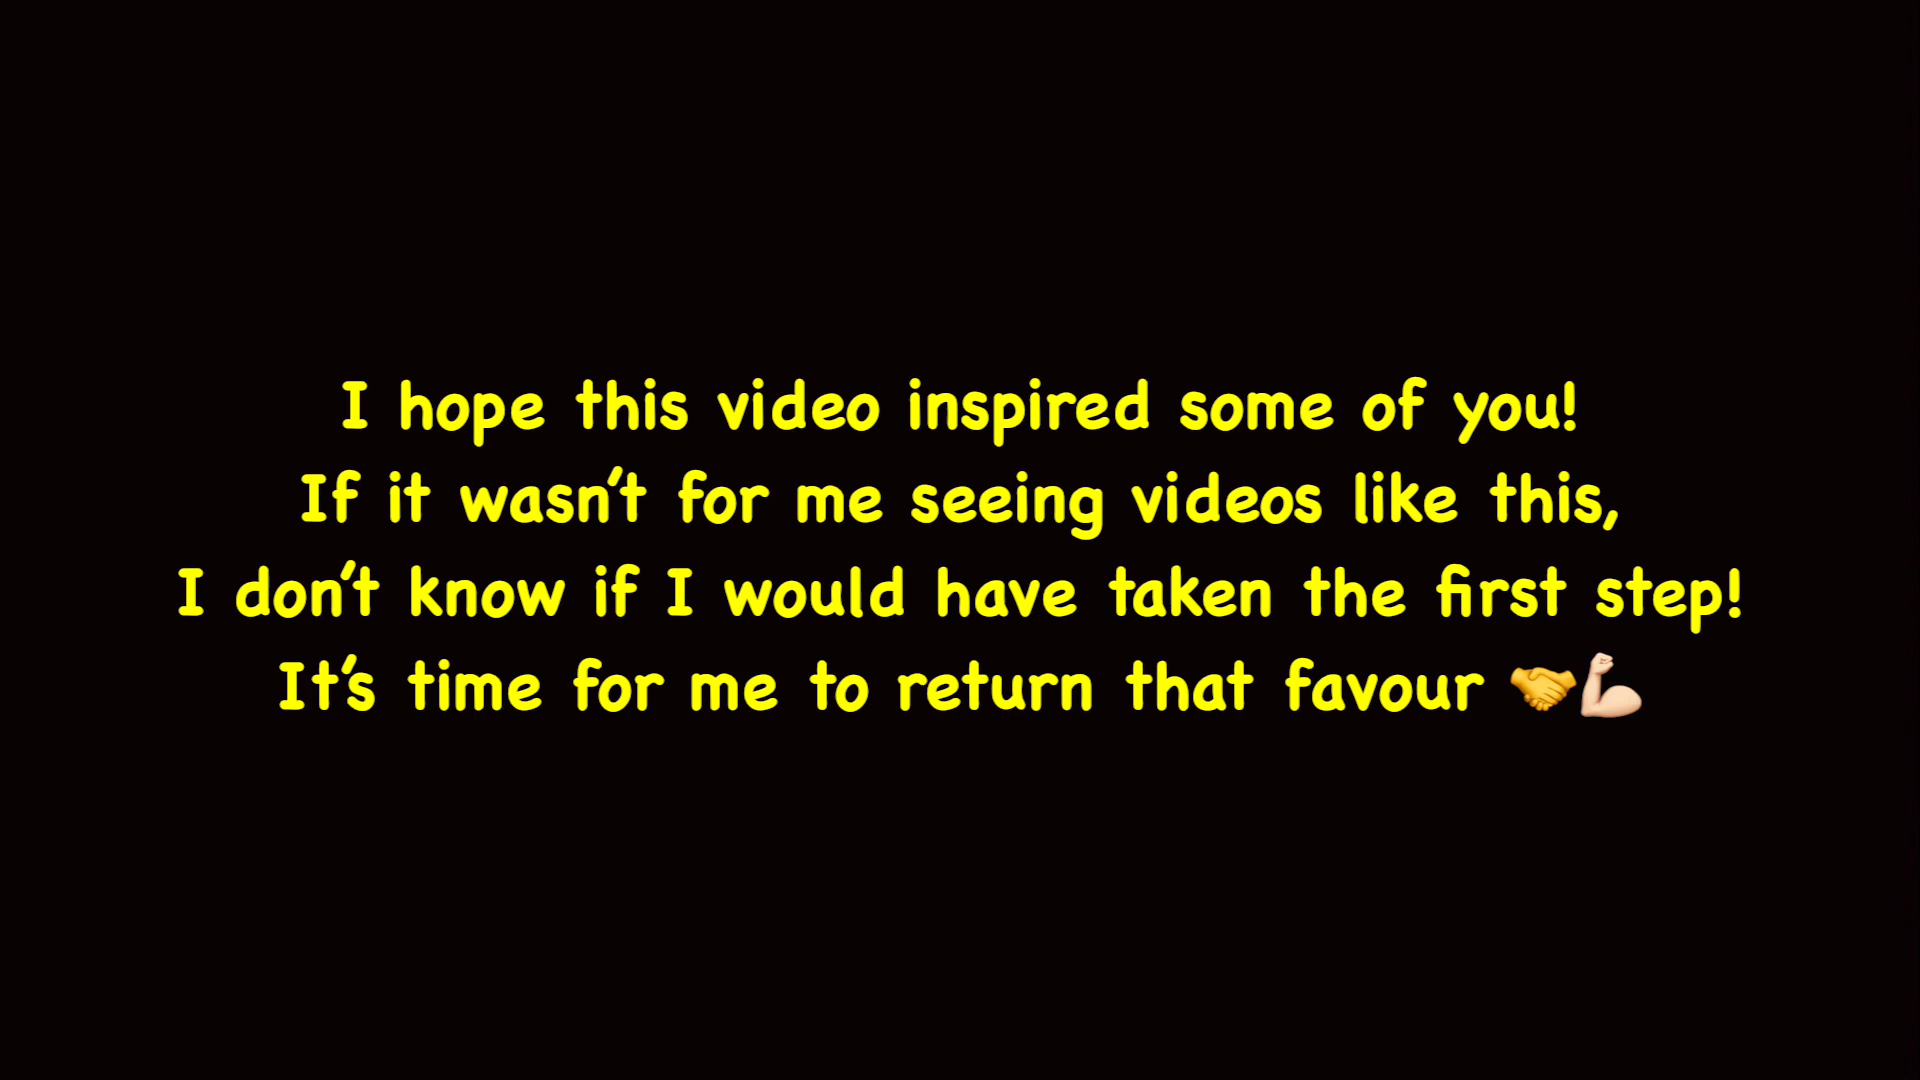 I hope this video inspired some of you!
If it wasn't for me seeing videos like this,
I don't know if I would have taken the first step!
It's time for me to return that favour 🤝💪🏻